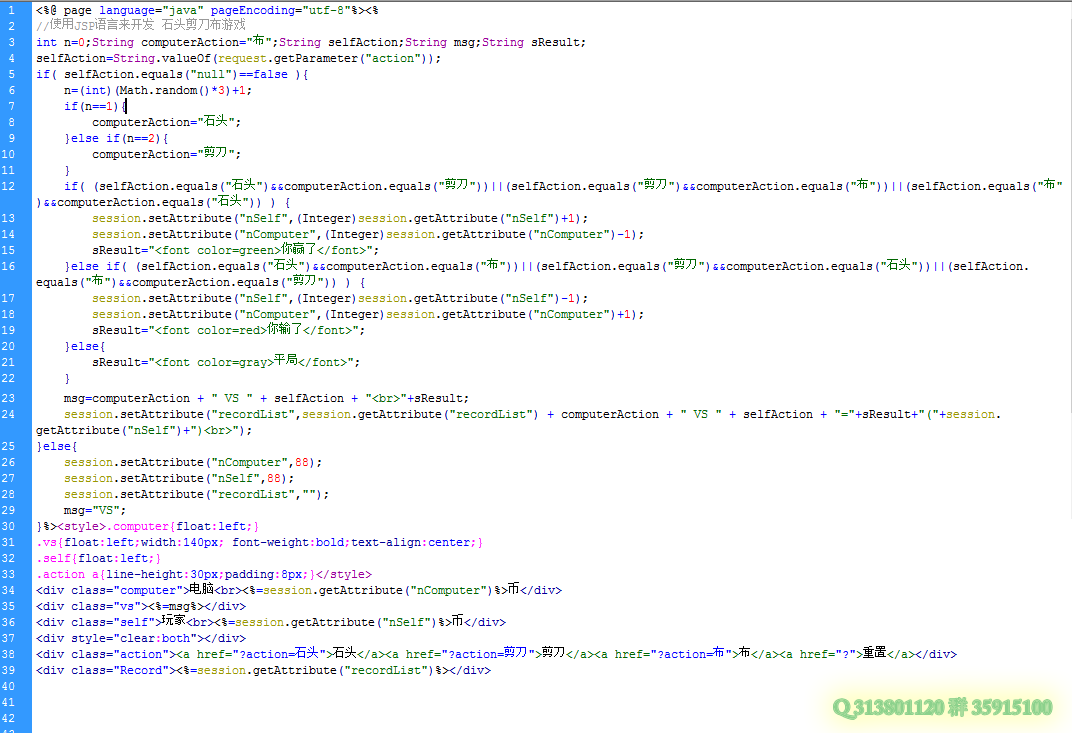 1 <%@ page language="java" pageEncoding="utf-8"%><%
2 //使用JSP语言来开发 石头剪刀布游戏
3 int n=0;String computerAction="布";String selfAction;String msg;String sResult;
4 selfAction=String.valueOf(request.getParameter("action"));
5 if( selfAction.equals("null")==false ){
6 n=(int)(Math.random()*3)+1;
7 if(n==1){
8 computerAction="石头";
9 }else if(n==2){
10 computerAction="剪刀";
11 }
12 if( (selfAction.equals("石头")&&computerAction.equals("剪刀"))||(selfAction.equals("剪刀")&&computerAction.equals("布"))||(selfAction.equals("布"
)&&computerAction.equals("石头")) ) {
13 session.setAttribute("nSelf",(Integer)session.getAttribute("nSelf")+1);
14 session.setAttribute("nComputer",(Integer)session.getAttribute("nComputer")-1);
15 sResult="<font color=green>你赢了</font>";
16 }else if( (selfAction.equals("石头")&&computerAction.equals("布"))||(selfAction.equals("剪刀")&&computerAction.equals("石头"))||(selfAction.
equals("布")&&computerAction.equals("剪刀")) ) {
17 session.setAttribute("nSelf",(Integer)session.getAttribute("nSelf")-1);
18 session.setAttribute("nComputer",(Integer)session.getAttribute("nComputer")+1);
19 sResult="<font color=red>你输了</font>";
20 }else{
21 sResult="<font color=gray>平局</font>";
22 }
23 msg=computerAction + " VS " + selfAction + "<br>"+sResult;
24 session.setAttribute("recordList",session.getAttribute("recordList") + computerAction + " VS " + selfAction + "="+sResult+"("+session.
getAttribute("nSelf")+")<br>");
25 }else{
26 session.setAttribute("nComputer",88);
27 session.setAttribute("nSelf",88);
28 session.setAttribute("recordList","");
29 msg="VS";
30 }%><style>.computer{float:left;}
31 .vs{float:left;width:140px; font-weight:bold;text-align:center;}
32 .self{float:left;}
33 .action a{line-height:30px;padding:8px;}</style>
34 <div class="computer">电脑<br><%=session.getAttribute("nComputer")%>币</div>
35 <div class="vs"><%=msg%></div>
36 <div class="self">玩家<br><%=session.getAttribute("nSelf")%>币</div>
37 <div style="clear:both"></div>
38 <div class="action"><a href="?action=石头">石头</a><a href="?action=剪刀">剪刀</a><a href="?action=布">布</a><a href="?">重置</a></div>
39 <div class="Record"><%=session.getAttribute("recordList")%></div>
40
41
42
Q313801120 群 35915100